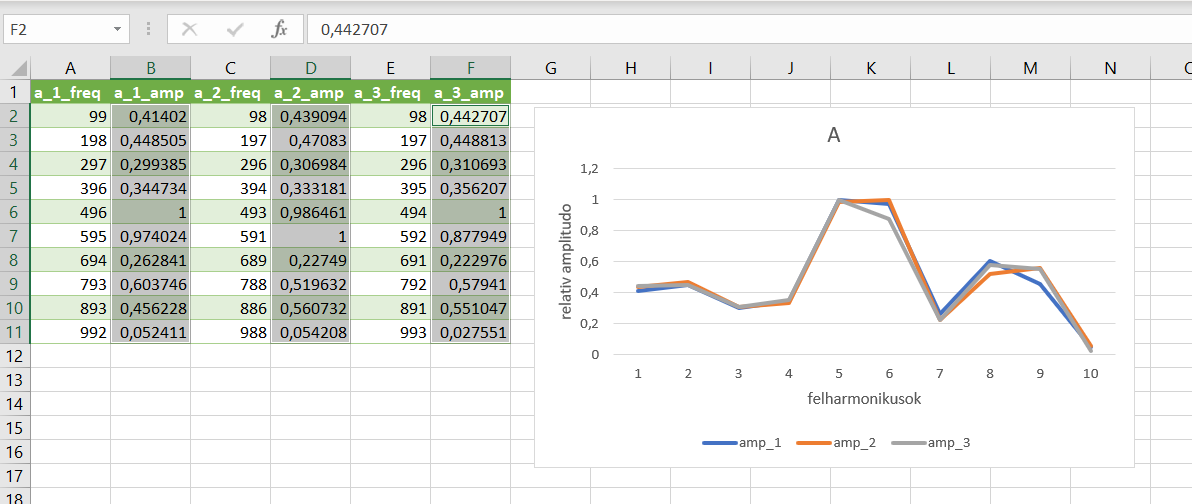 F2 fx 0,442707
A B C D E F G H I J K L M N
1 a_1_freq a_1_amp a_2_freq a_2_amp a_3_freq a_3_amp
2 99 0,41402 98 0,439094 98 0,442707
3 198 0,448505 197 0,47083 197 0,448813
4 297 0,299385 296 0,306984 296 0,310693
5 396 0,344734 394 0,333181 395 0,356207
6 496 1 493 0,986461 494 1
7 595 0,974024 591 1 592 0,877949
8 694 0,262841 689 0,22749 691 0,222976
9 793 0,603746 788 0,519632 792 0,57941
10 893 0,456228 886 0,560732 891 0,551047
11 992 0,052411 988 0,054208 993 0,027551
12
13
14
15
16
17
18
A
relativ amplitudo
1,2
1
0,8
0,6
0,4
0,2
0
1 2 3 4 5 6 7 8 9 10
felharmonikusok
amp_1 amp_2 amp_3